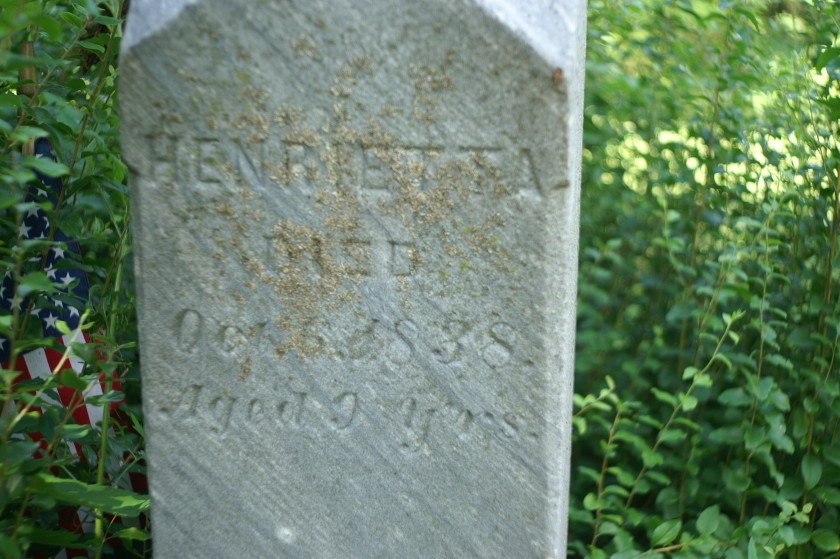 HENRIETTA
DIED
Oct. 5, 1838.
Aged 9 Yrs.